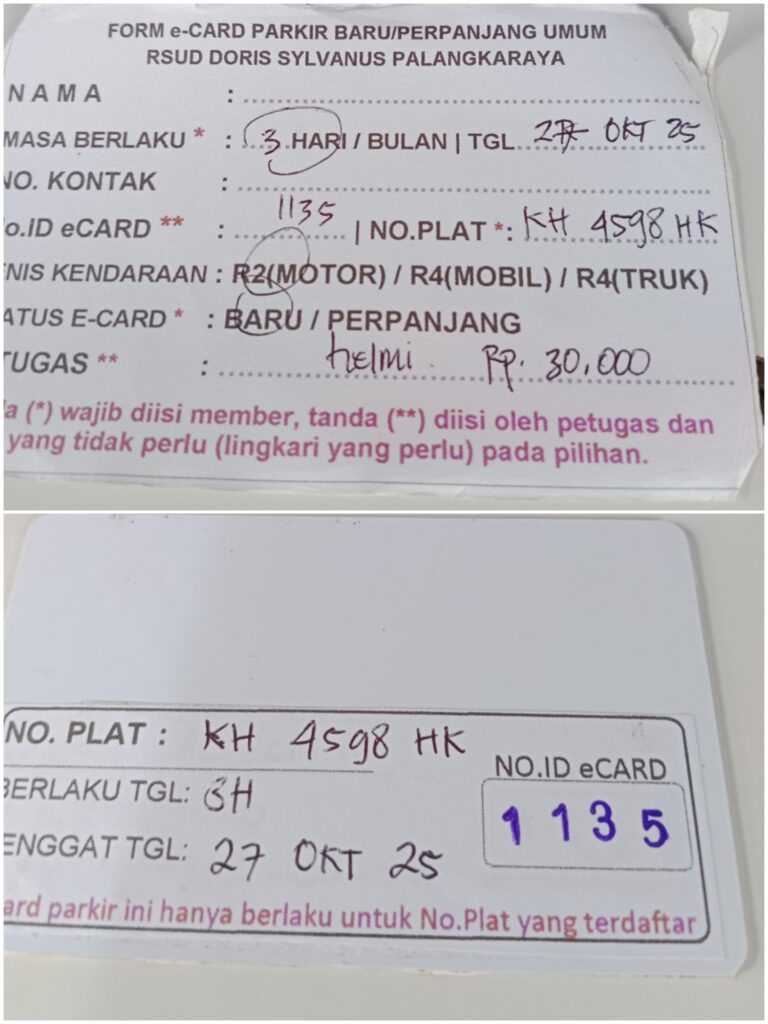 FORM e-CARD PARKIR BARU/PERPANJANG UMUM
RSUD DORIS SYLVANUS PALANGKARAYA
NAMA :
MASA BERLAKU * : 3 HARI / BULAN | TGL 27 OKT 25
NO. KONTAK :
o.ID eCARD ** : 1135 | NO.PLAT *: KH 4598 HK
NIS KENDARAAN : R2(MOTOR) / R4(MOBIL) / R4(TRUK)
ATUS E-CARD * : BARU / PERPANJANG
TUGAS ** : helmi Rp. 30,000
a (*) wajib diisi member, tanda (**) diisi oleh petugas dan
yang tidak perlu (lingkari yang perlu) pada pilihan.
NO. PLAT : KH 4598 HK
NO.ID eCARD
BERLAKU TGL: 3H
1135
ENGGAT TGL: 27 OKT 25
ard parkir ini hanya berlaku untuk No.Plat yang terdaftar